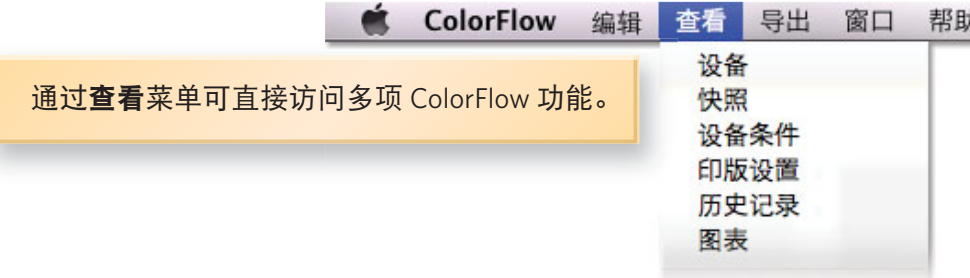 ColorFlow 编辑 查看 导出 窗口 帮助
通过查看菜单可直接访问多项 ColorFlow 功能。
设备
快照
设备条件
印版设置
历史记录
图表